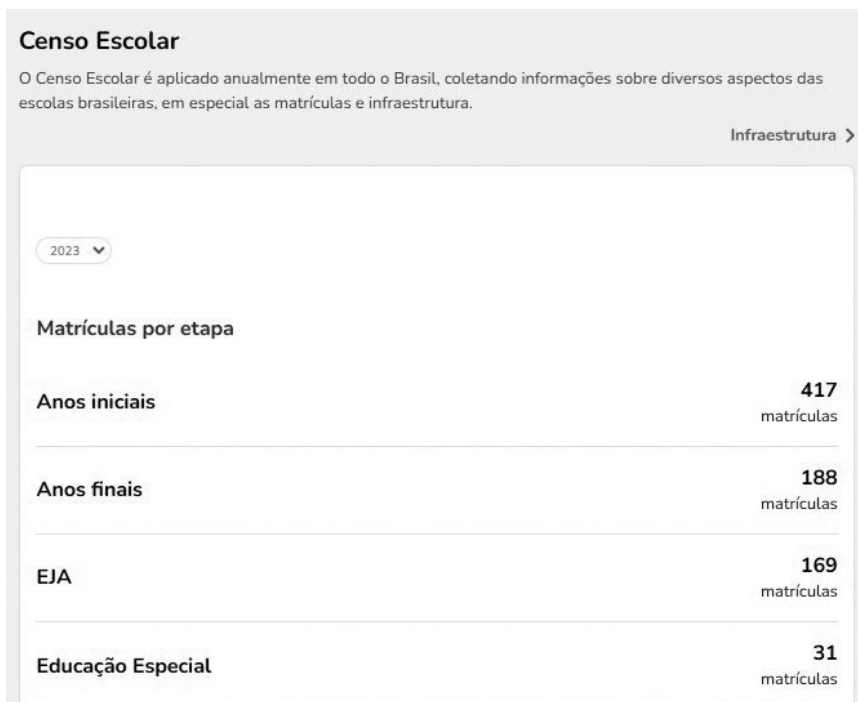 Censo Escolar
O Censo Escolar é aplicado anualmente em todo o Brasil, coletando informações sobre diversos aspectos das
escolas brasileiras, em especial as matrículas e infraestrutura.
Infraestrutura
2023
Matrículas por etapa
Anos iniciais
417
matrículas
Anos finais
188
matrículas
EJA
169
matrículas
Educação Especial
31
matrículas